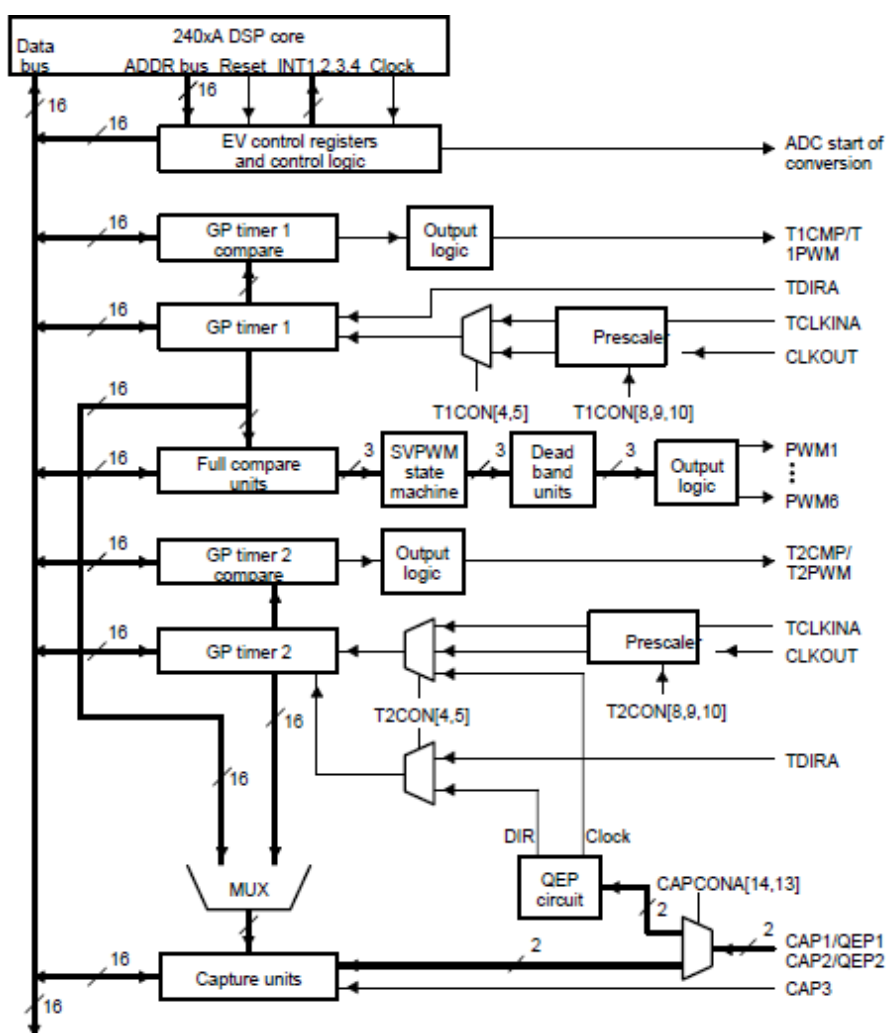 240xA DSP core
Data
bus
ADDR bus Reset INT1,2,3,4 Clock
16
16
16
EV control registers
and control logic
ADC start of
conversion
16
GP timer 1
compare
Output
logic
T1CMP/T
1PWM
TDIRA
16
GP timer 1
Prescaler
TCLKINA
CLKOUT
16
T1CON[4,5]
T1CON[8,9,10]
16
Full compare
units
3
SVPWM
state
machine
3
Dead
band
units
3
Output
logic
PWM1
PWM6
16
GP timer 2
compare
Output
logic
T2CMP/
T2PWM
16
GP timer 2
Prescaler
TCLKINA
CLKOUT
16
T2CON[4,5]
T2CON[8,9,10]
TDIRA
16
DIR
Clock
MUX
QEP
circuit
CAPCONA[14,13]
2
2
CAP1/QEP1
CAP2/QEP2
16
Capture units
2
CAP3
16